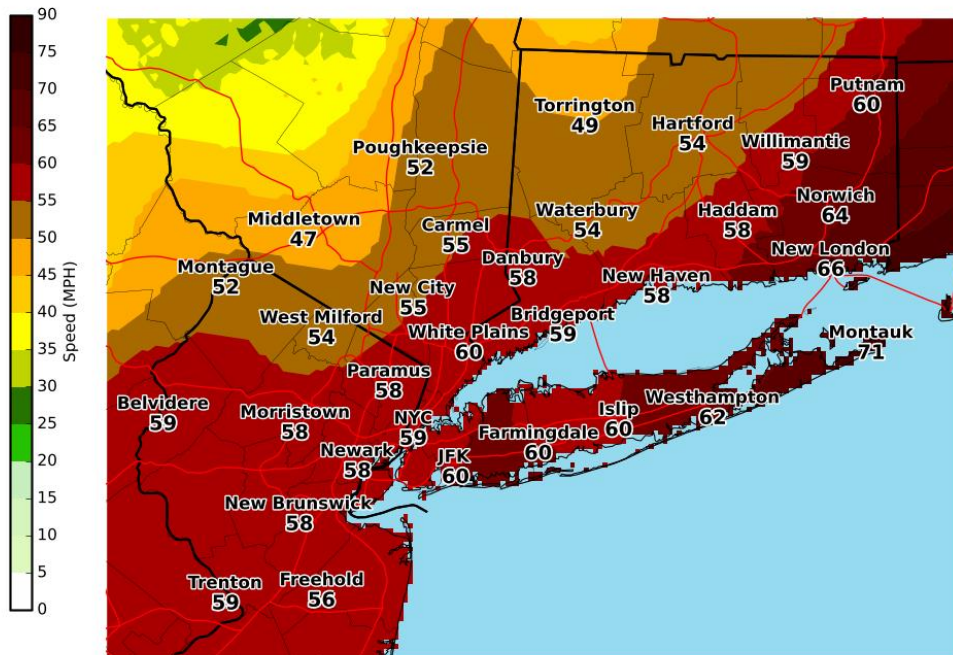 90
80
70
65
60
55
50
45
40
35
30
25
20
15
10
5
0
Speed (MPH)
Putnam
60
Torrington
49
Hartford
54
Willimantic
59
Poughkeepsie
52
Norwich
64
Middletown
47
Carmel
55
Waterbury
54
Haddam
58
Danbury
58
New London
66
Montague
52
New City
55
New Haven
58
West Milford
54
White Plains
60
Bridgeport
59
Montauk
71
Paramus
58
Belvidere
59
Morristown
58
NYC
59
Islip
60
Westhampton
62
Newark
58
JFK
60
Farmingdale
60
New Brunswick
58
Trenton
59
Freehold
56